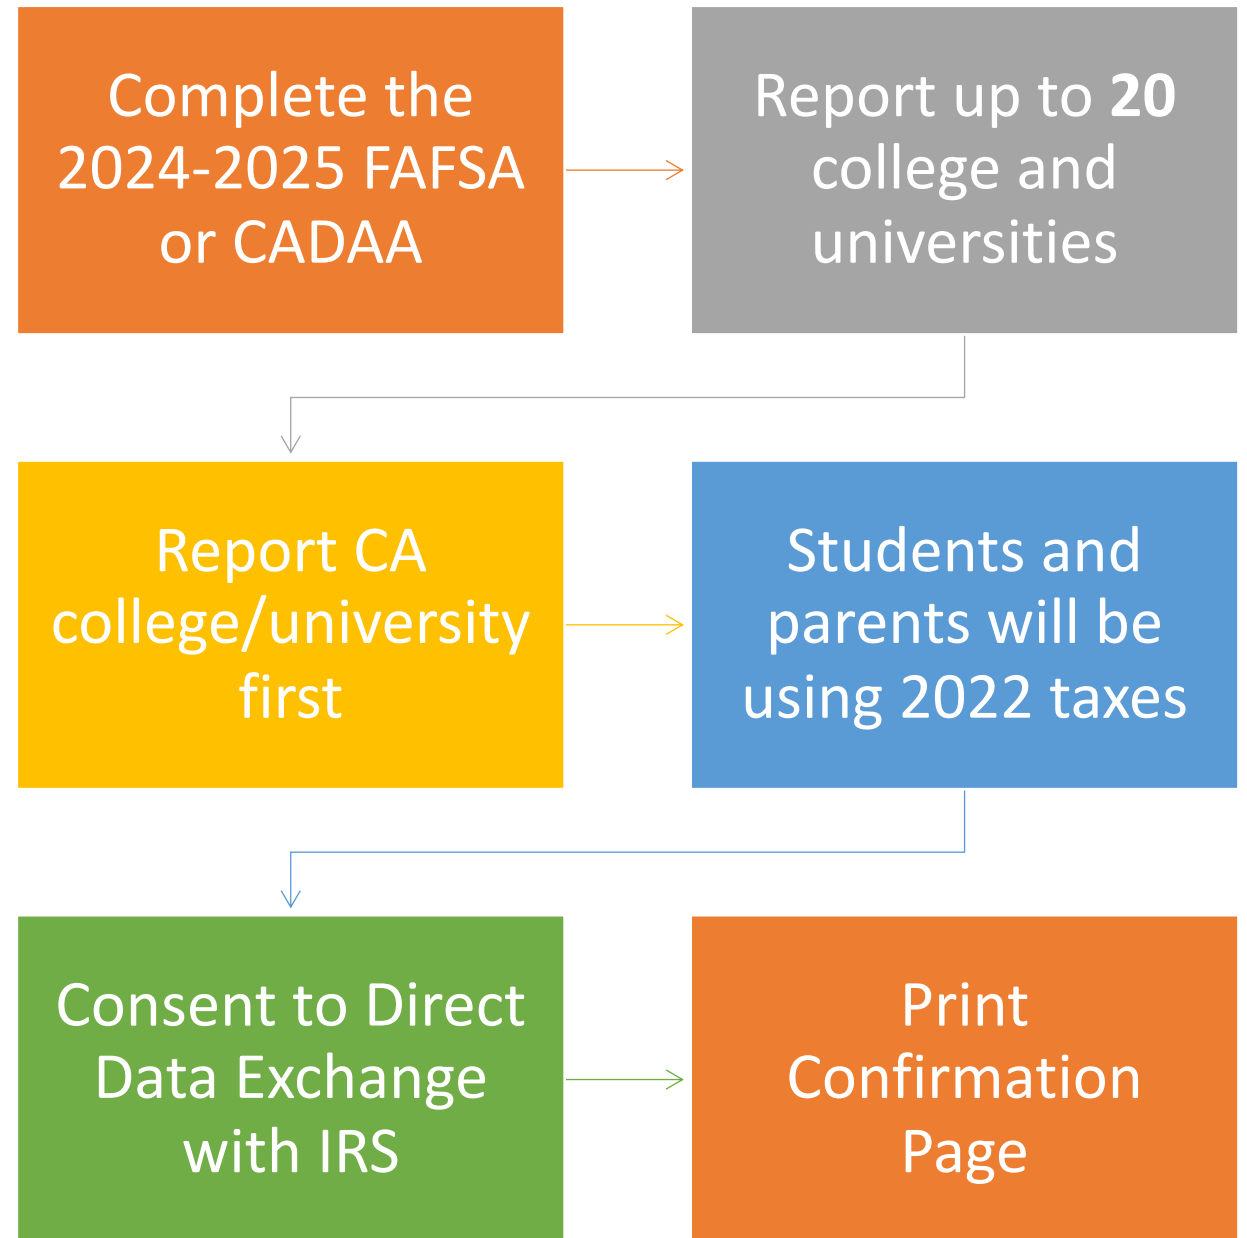 Complete the
2024-2025 FAFSA
or CADAA
Report up to 20
college and
universities
Report CA
college/university
first
Students and
parents will be
using 2022 taxes
Consent to Direct
Data Exchange
with IRS
Print
Confirmation
Page